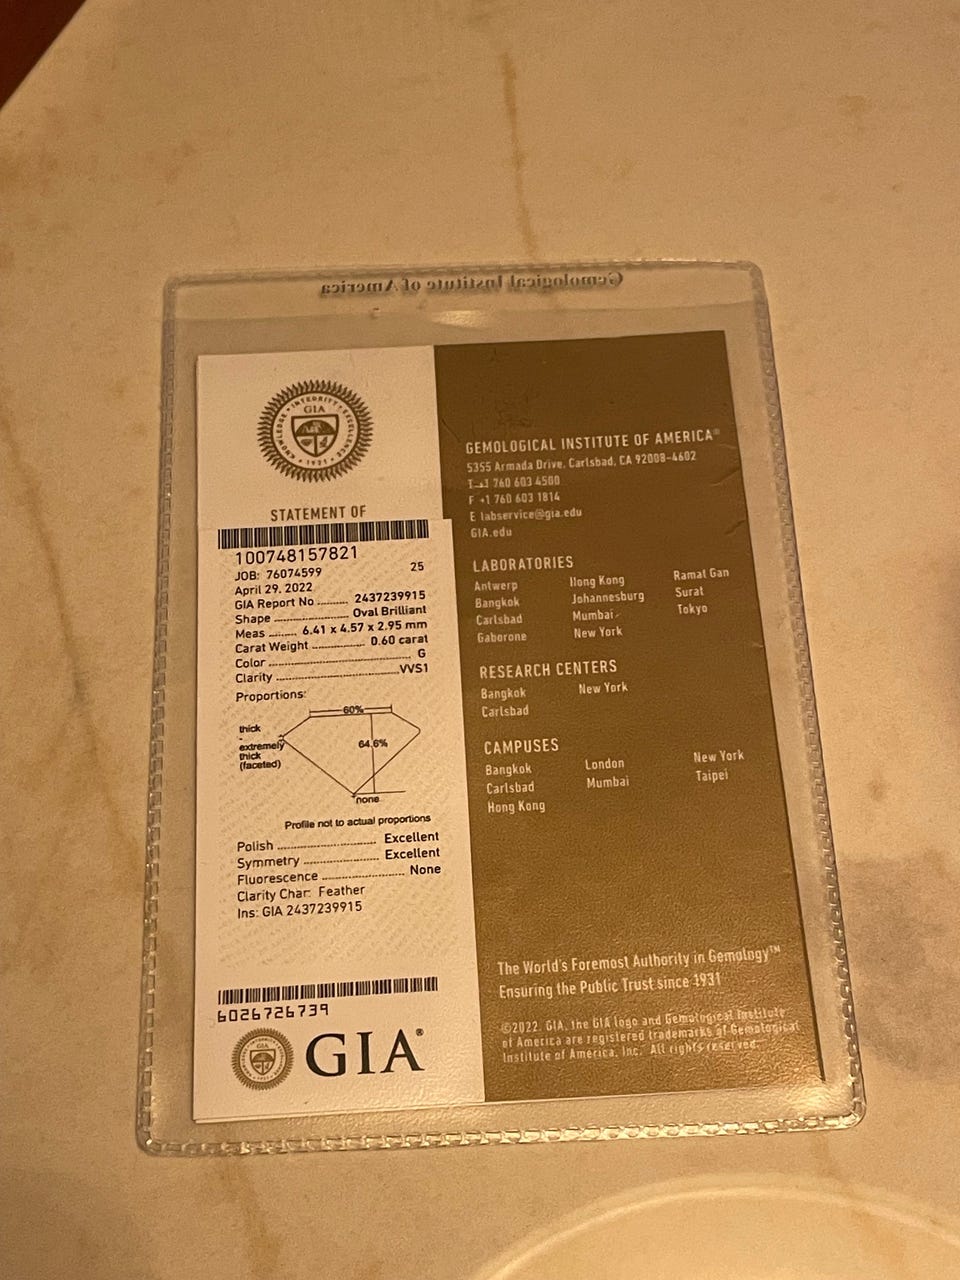 Gemological Institute of America
KNOWLEDGE • INTEGRITY • EXCELLENCE
GIA
1931
STATEMENT OF
100748157821
JOB: 76074599 25
April 29, 2022
GIA Report No .......... 2437239915
Shape .......... Oval Brilliant
Meas ........ 6.41 x 4.57 x 2.95 mm
Carat Weight .......... 0.60 carat
Color .......... G
Clarity .......... VVS1
Proportions:
60%
thick
-
extremely
thick
(faceted)
64.6%
none
Profile not to actual proportions
Polish .......... Excellent
Symmetry .......... Excellent
Fluorescence .......... None
Clarity Char: Feather
Ins: GIA 2437239915
6026726739
GIA®
GEMOLOGICAL INSTITUTE OF AMERICA®
5355 Armada Drive, Carlsbad, CA 92008-4602
T +1 760 603 4500
F +1 760 603 1814
E labservice@gia.edu
GIA.edu
LABORATORIES
Antwerp Hong Kong Ramat Gan
Bangkok Johannesburg Surat
Carlsbad Mumbai Tokyo
Gaborone New York
RESEARCH CENTERS
Bangkok New York
Carlsbad
CAMPUSES
Bangkok London New York
Carlsbad Mumbai Taipei
Hong Kong
The World's Foremost Authority in Gemology™
Ensuring the Public Trust since 1931
©2022. GIA, the GIA logo and Gemological Institute
of America are registered trademarks of Gemological
Institute of America, Inc. All rights reserved.